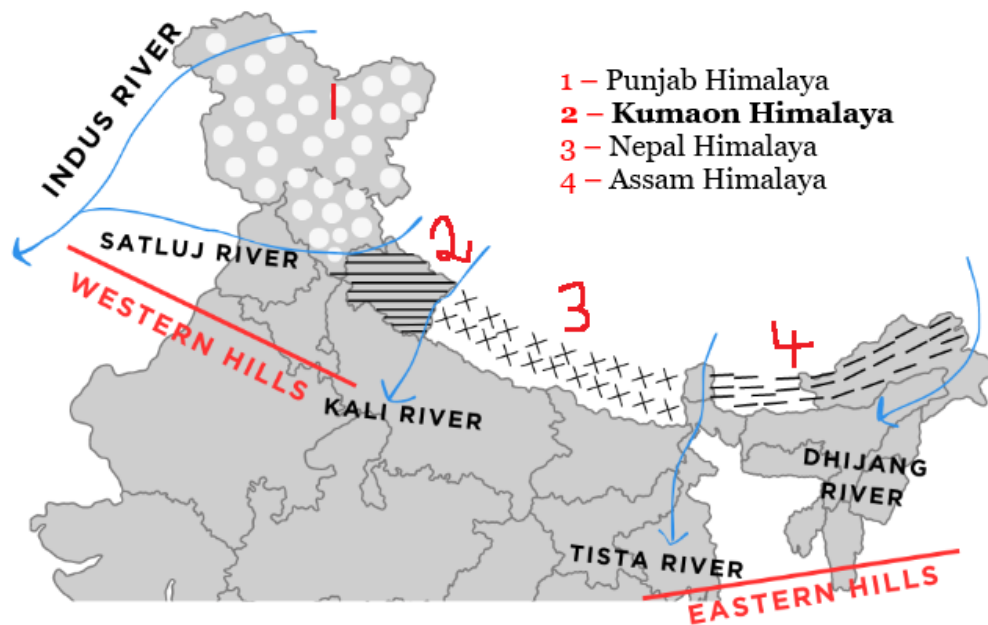 INDUS RIVER
1
1 – Punjab Himalaya
2 – Kumaon Himalaya
3 – Nepal Himalaya
4 – Assam Himalaya
SATLUJ RIVER
2
WESTERN HILLS
3
4
KALI RIVER
DHIJANG
RIVER
TISTA RIVER
EASTERN HILLS